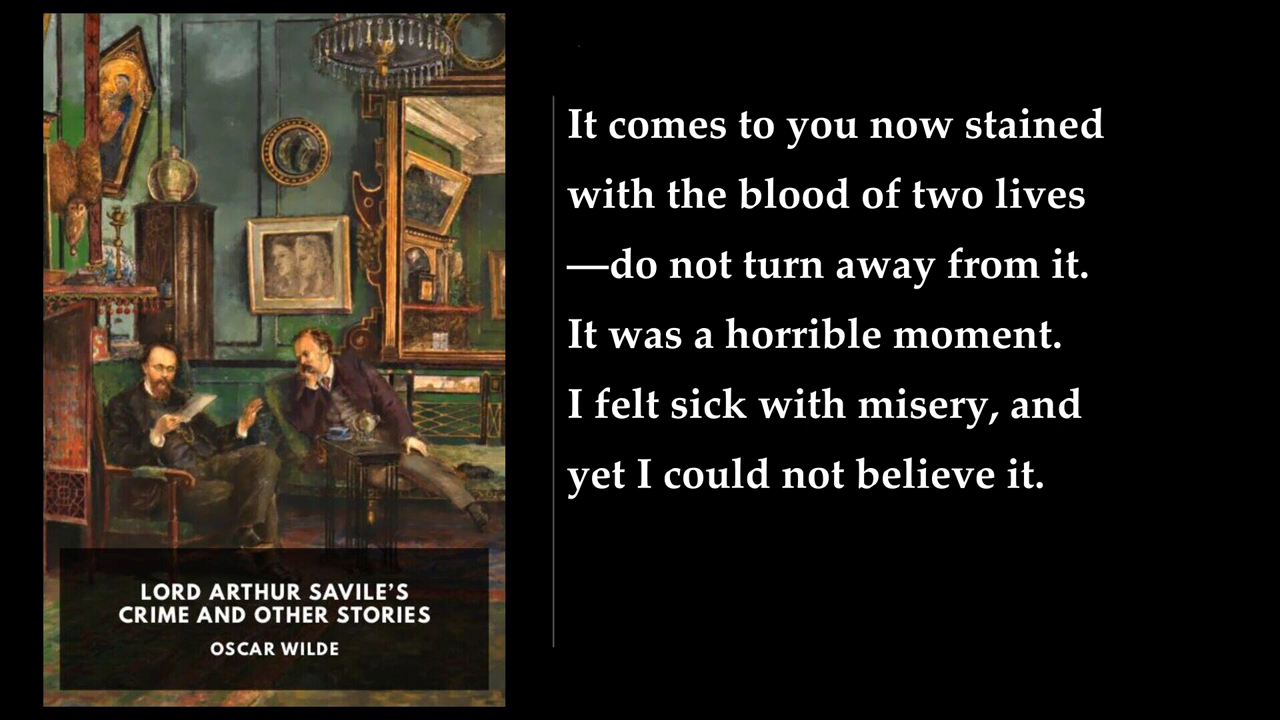 LORD ARTHUR SAVILE’S
CRIME AND OTHER STORIES
OSCAR WILDE
It comes to you now stained
with the blood of two lives
—do not turn away from it.
It was a horrible moment.
I felt sick with misery, and
yet I could not believe it.